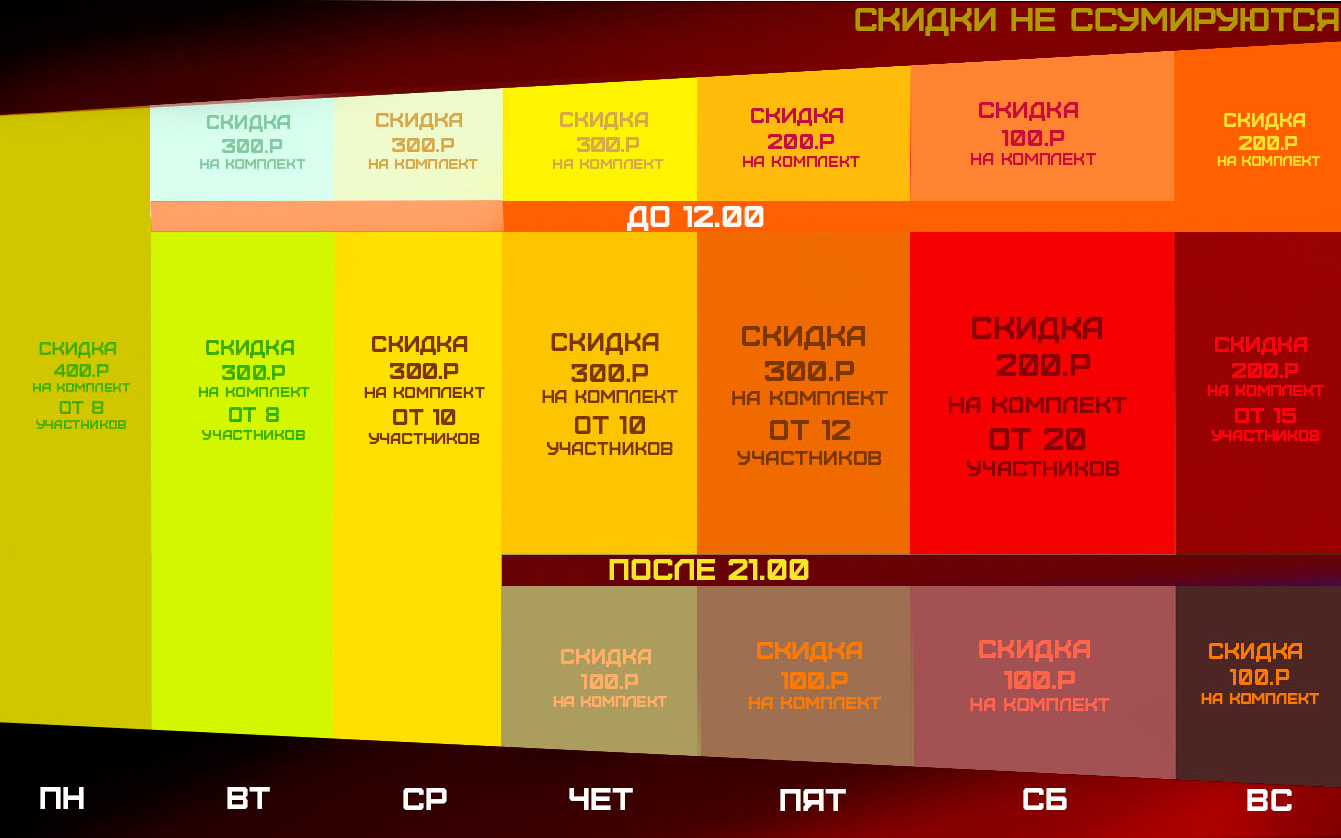 СКИДКИ НЕ ССУМИРУЮТСЯ
СКИДКА
300.Р
НА КОМПЛЕКТ
СКИДКА
300.Р
НА КОМПЛЕКТ
СКИДКА
300.Р
НА КОМПЛЕКТ
СКИДКА
200.Р
НА КОМПЛЕКТ
СКИДКА
100.Р
НА КОМПЛЕКТ
СКИДКА
200.Р
НА КОМПЛЕКТ
ДО 12.00
СКИДКА
400.Р
НА КОМПЛЕКТ
ОТ 8
УЧАСТНИКОВ
СКИДКА
300.Р
НА КОМПЛЕКТ
ОТ 8
УЧАСТНИКОВ
СКИДКА
300.Р
НА КОМПЛЕКТ
ОТ 10
УЧАСТНИКОВ
СКИДКА
300.Р
НА КОМПЛЕКТ
ОТ 10
УЧАСТНИКОВ
СКИДКА
300.Р
НА КОМПЛЕКТ
ОТ 12
УЧАСТНИКОВ
СКИДКА
200.Р
НА КОМПЛЕКТ
ОТ 20
УЧАСТНИКОВ
СКИДКА
200.Р
НА КОМПЛЕКТ
ОТ 15
УЧАСТНИКОВ
ПОСЛЕ 21.00
СКИДКА
100.Р
НА КОМПЛЕКТ
СКИДКА
100.Р
НА КОМПЛЕКТ
СКИДКА
100.Р
НА КОМПЛЕКТ
СКИДКА
100.Р
НА КОМПЛЕКТ
ПН
ВТ
СР
ЧЕТ
ПЯТ
СБ
ВС